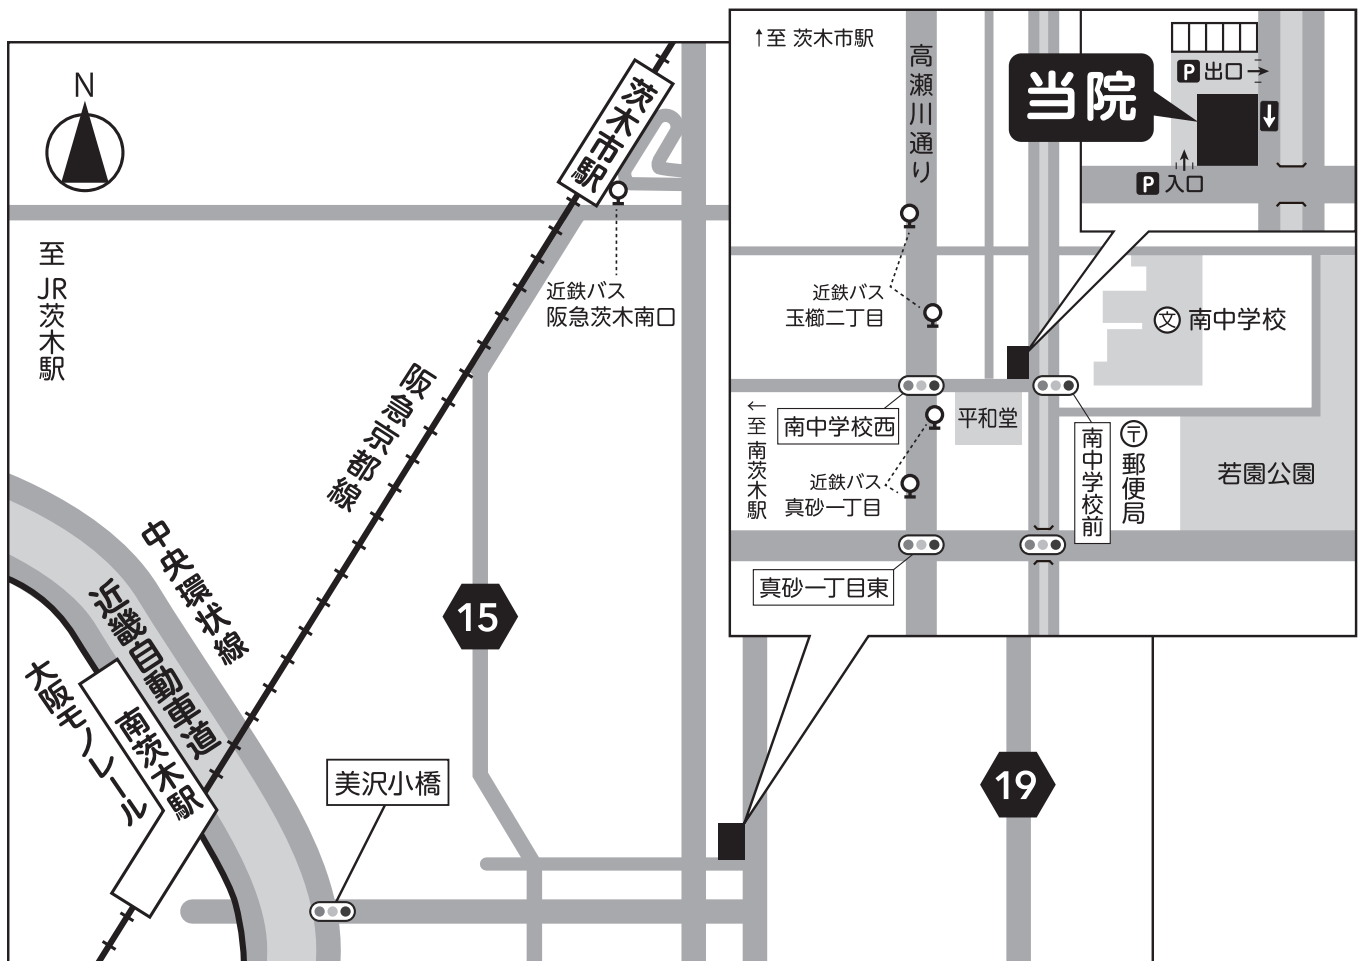 N
至 JR茨木駅
茨木市駅
近鉄バス
阪急茨木南口
阪急京都線
中央環状線
近畿自動車道
大阪モノレール
南茨木駅
美沢小橋
15
19
↑至 茨木市駅
高瀬川通り
当院
P 出口→
P 入口
近鉄バス
玉櫛二丁目
文 南中学校
南中学校西
平和堂
←至 南茨木駅
近鉄バス
真砂一丁目
南中学校前
〒郵便局
若園公園
真砂一丁目東